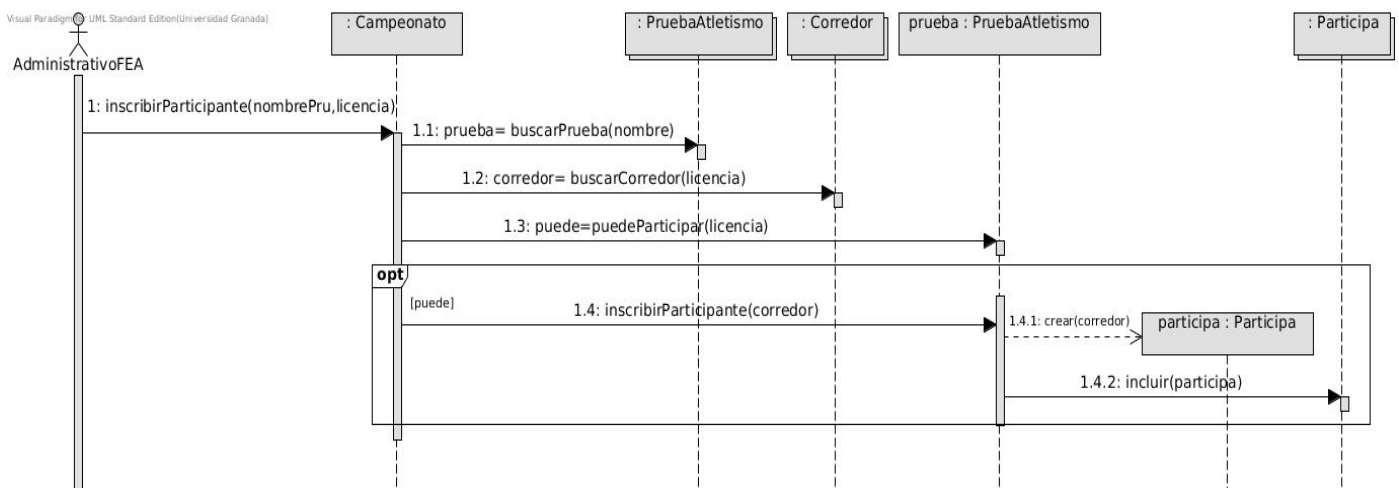 Visual Paradigm for UML Standard Edition(Universidad Granada)
AdministrativoFEA
: Campeonato
: PruebaAtletismo
: Corredor
prueba : PruebaAtletismo
: Participa
1: inscribirParticipante(nombrePru,licencia)
1.1: prueba= buscarPrueba(nombre)
1.2: corredor= buscarCorredor(licencia)
1.3: puede=puedeParticipar(licencia)
opt
[puede]
1.4: inscribirParticipante(corredor)
1.4.1: crear(corredor)
participa : Participa
1.4.2: incluir(participa)